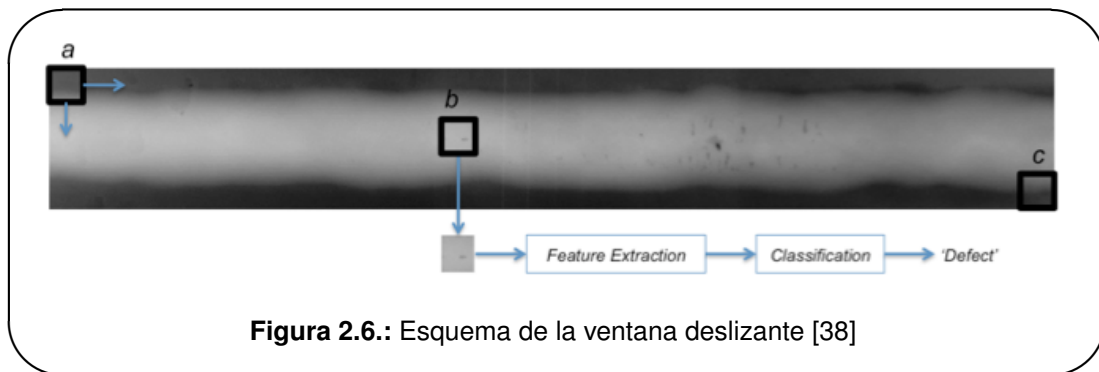 a
b
c
Feature Extraction
Classification
'Defect'
Figura 2.6.: Esquema de la ventana deslizante [38]